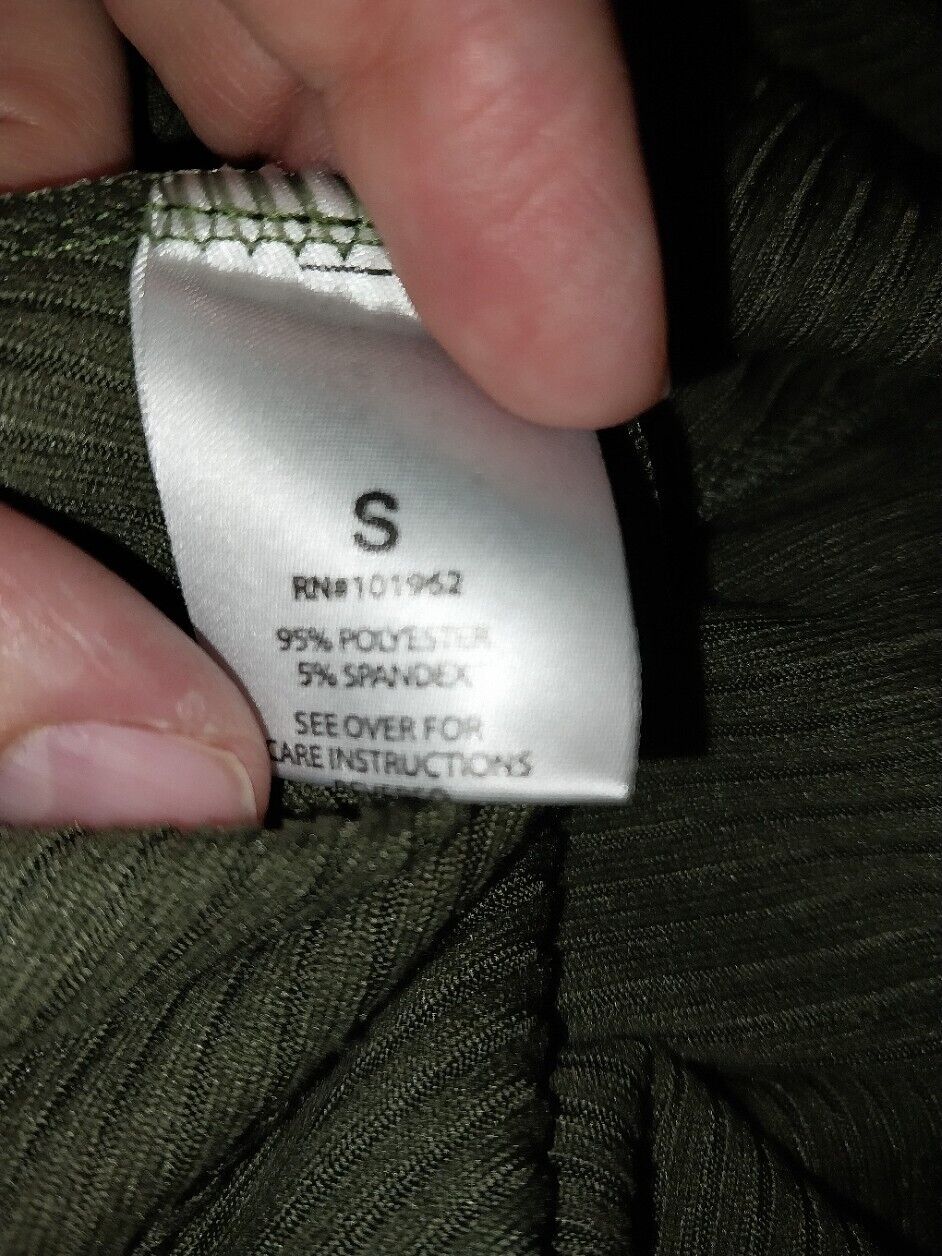 S
RN#101962
95% POLYESTER
5% SPANDEX
SEE OVER FOR
CARE INSTRUCTIONS